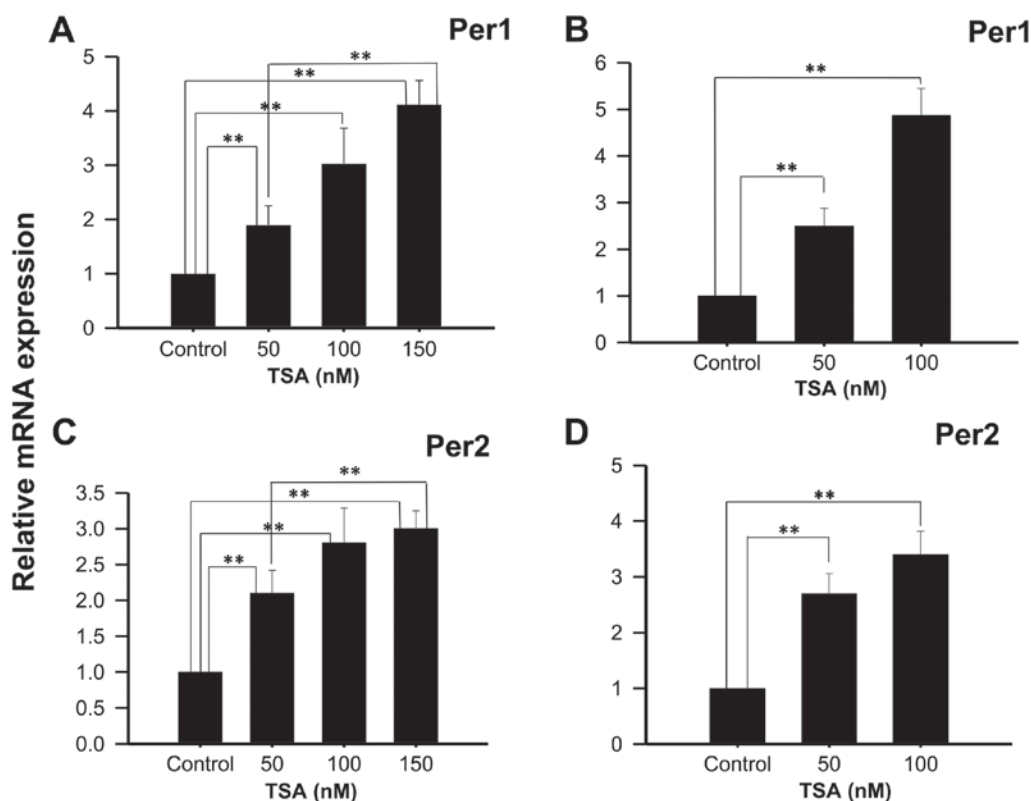 Relative mRNA expression
A
Per1
5
4
3
2
1
0
**
**
**
**
Control 50 100 150
TSA (nM)
B
Per1
6
5
4
3
2
1
0
**
**
Control 50 100
TSA (nM)
C
Per2
3.5
3.0
2.5
2.0
1.5
1.0
0.5
0.0
**
**
**
**
Control 50 100 150
TSA (nM)
D
Per2
5
4
3
2
1
0
**
**
Control 50 100
TSA (nM)